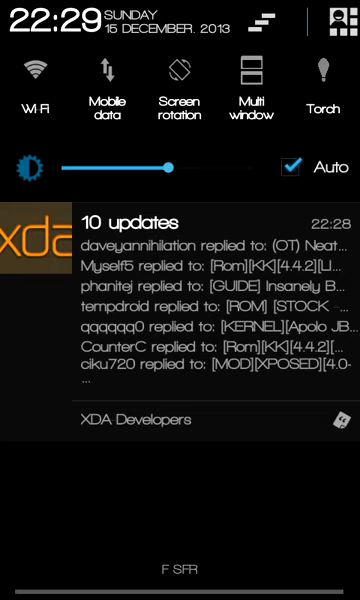 22:29 SUNDAY
15 DECEMBER. 2013
Wi-Fi
Mobile data
Screen rotation
Multi window
Torch
Auto
xda
10 updates 22:28
daveyannihilation replied to: (OT) Neat...
Myself5 replied to: [Rom][KK][4.4.2][LI...
phanitej replied to: [GUIDE] Insanely B...
tempdroid replied to: [ROM] [STOCK -...
qqqqqq0 replied to: [KERNEL][Apolo JB...
CounterC replied to: [Rom][KK][4.4.2][...
ciku720 replied to: [MOD][XPOSED][4.0-
...
XDA-Developers
F SFR